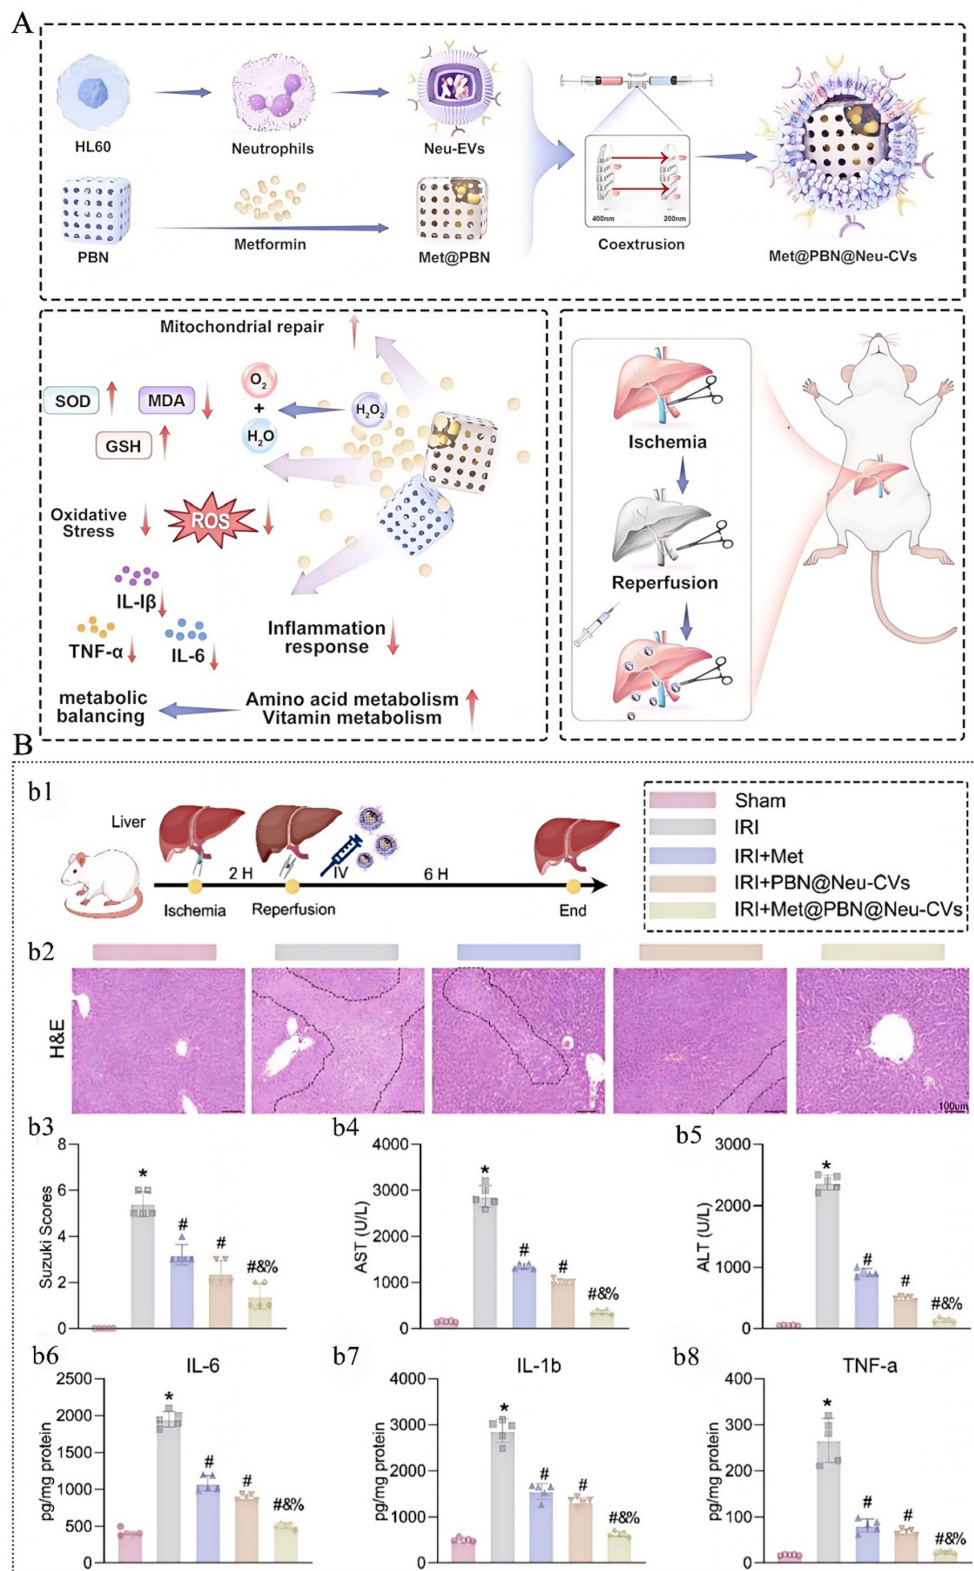 A
HL60
Neutrophils
Neu-EVs
PBN
Metformin
Met@PBN
400nm
200nm
Coextrusion
Met@PBN@Neu-CVs
Mitochondrial repair
SOD
MDA
GSH
O2
+
H2O
H2O2
Oxidative
Stress
ROS
IL-Iβ
TNF-α
IL-6
Inflammation
response
metabolic
balancing
Amino acid metabolism
Vitamin metabolism
Ischemia
Reperfusion
B
b1
Liver
2 H
IV
6 H
Ischemia
Reperfusion
End
Sham
IRI
IRI+Met
IRI+PBN@Neu-CVs
IRI+Met@PBN@Neu-CVs
b2
H&E
100um
b3
Suzuki Scores
8
6
4
2
0
*
#
#
#&%
b4
AST (U/L)
4000
3000
2000
1000
0
*
#
#
#&%
b5
ALT (U/L)
3000
2000
1000
0
*
#
#
#&%
b6
IL-6
pg/mg protein
2500
2000
1500
1000
500
0
*
#
#
#&%
b7
IL-1b
pg/mg protein
4000
3000
2000
1000
0
*
#
#
#&%
b8
TNF-a
pg/mg protein
400
300
200
100
0
*
#
#
#&%